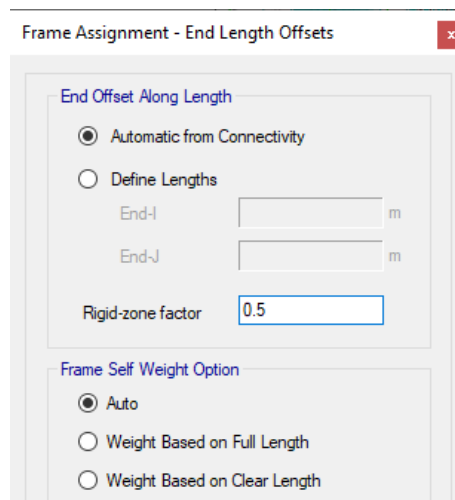 Frame Assignment - End Length Offsets
x
End Offset Along Length
Automatic from Connectivity
Define Lengths
End-I m
End-J m
Rigid-zone factor 0.5
Frame Self Weight Option
Auto
Weight Based on Full Length
Weight Based on Clear Length